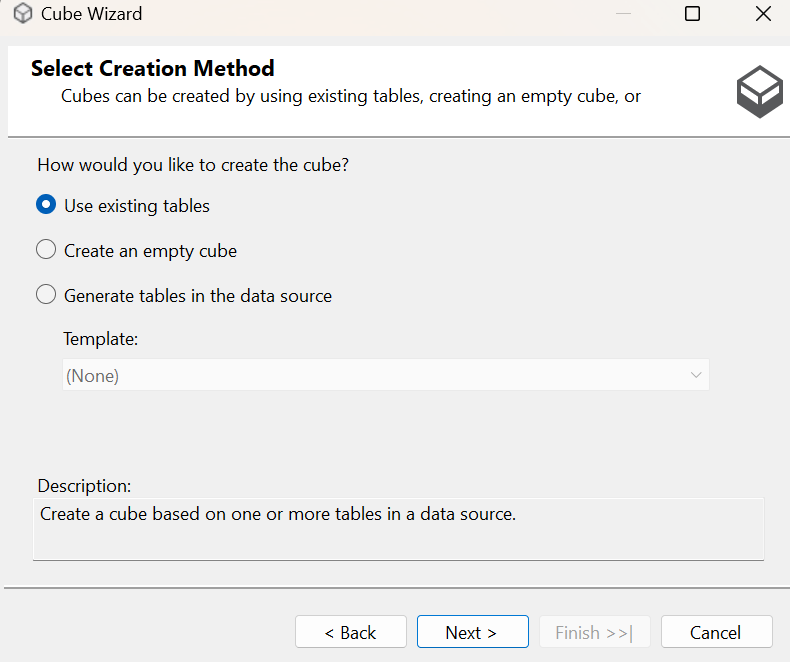 Cube Wizard
Select Creation Method
Cubes can be created by using existing tables, creating an empty cube, or
How would you like to create the cube?
Use existing tables
Create an empty cube
Generate tables in the data source
Template:
(None)
Description:
Create a cube based on one or more tables in a data source.
< Back
Next >
Finish >>|
Cancel